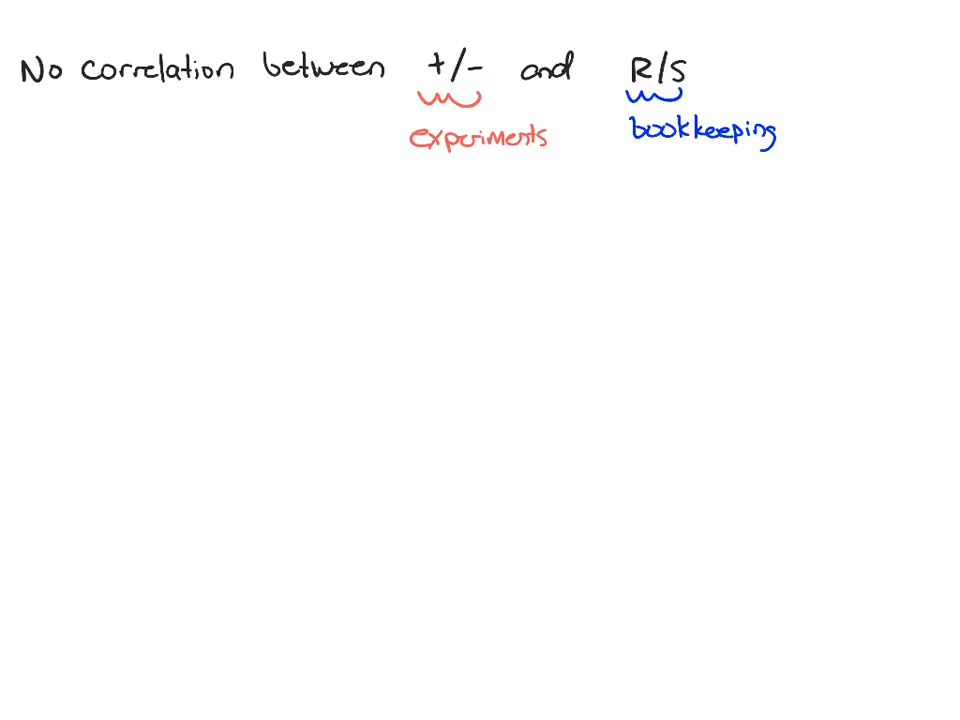 No correlation between +/- and R/S
experiments bookkeeping